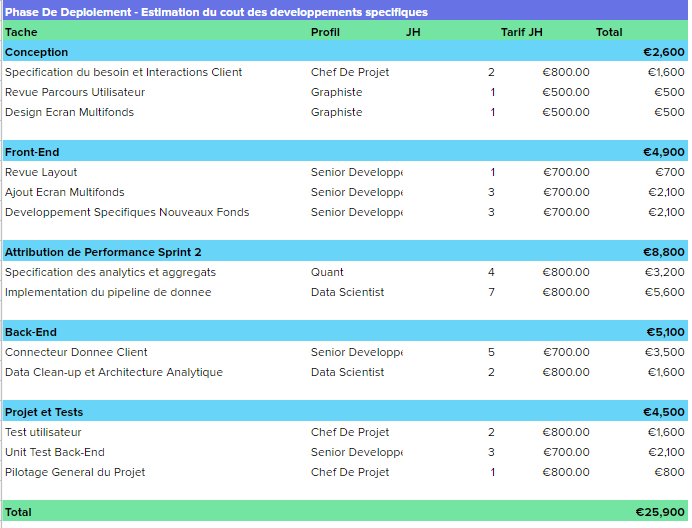 Phase De Deploiement - Estimation du cout des developpements specifiques
Tache Profil JH Tarif JH Total
Conception €2,600
Specification du besoin et Interactions Client Chef De Projet 2 €800.00 €1,600
Revue Parcours Utilisateur Graphiste 1 €500.00 €500
Design Ecran Multifonds Graphiste 1 €500.00 €500
Front-End €4,900
Revue Layout Senior Develope 1 €700.00 €700
Ajout Ecran Multifonds Senior Develope 3 €700.00 €2,100
Developpement Specifiques Nouveaux Fonds Senior Develope 3 €700.00 €2,100
Attribution de Performance Sprint 2 €8,800
Specification des analytics et aggregats Quant 4 €800.00 €3,200
Implementation du pipeline de donnee Data Scientist 7 €800.00 €5,600
Back-End €5,100
Connecteur Donnee Client Senior Develope 5 €700.00 €3,500
Data Clean-up et Architecture Analytique Data Scientist 2 €800.00 €1,600
Projet et Tests €4,500
Test utilisateur Chef De Projet 2 €800.00 €1,600
Unit Test Back-End Senior Develope 3 €700.00 €2,100
Pilotage General du Projet Chef De Projet 1 €800.00 €800
Total €25,900